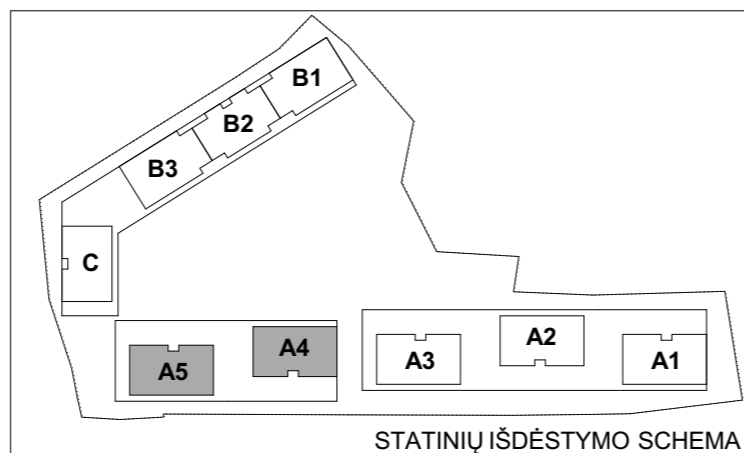 B1
B2
B3
C
A2
A4
A3
A1
A5
STATINIŲ IŠDĖSTYMO SCHEMA